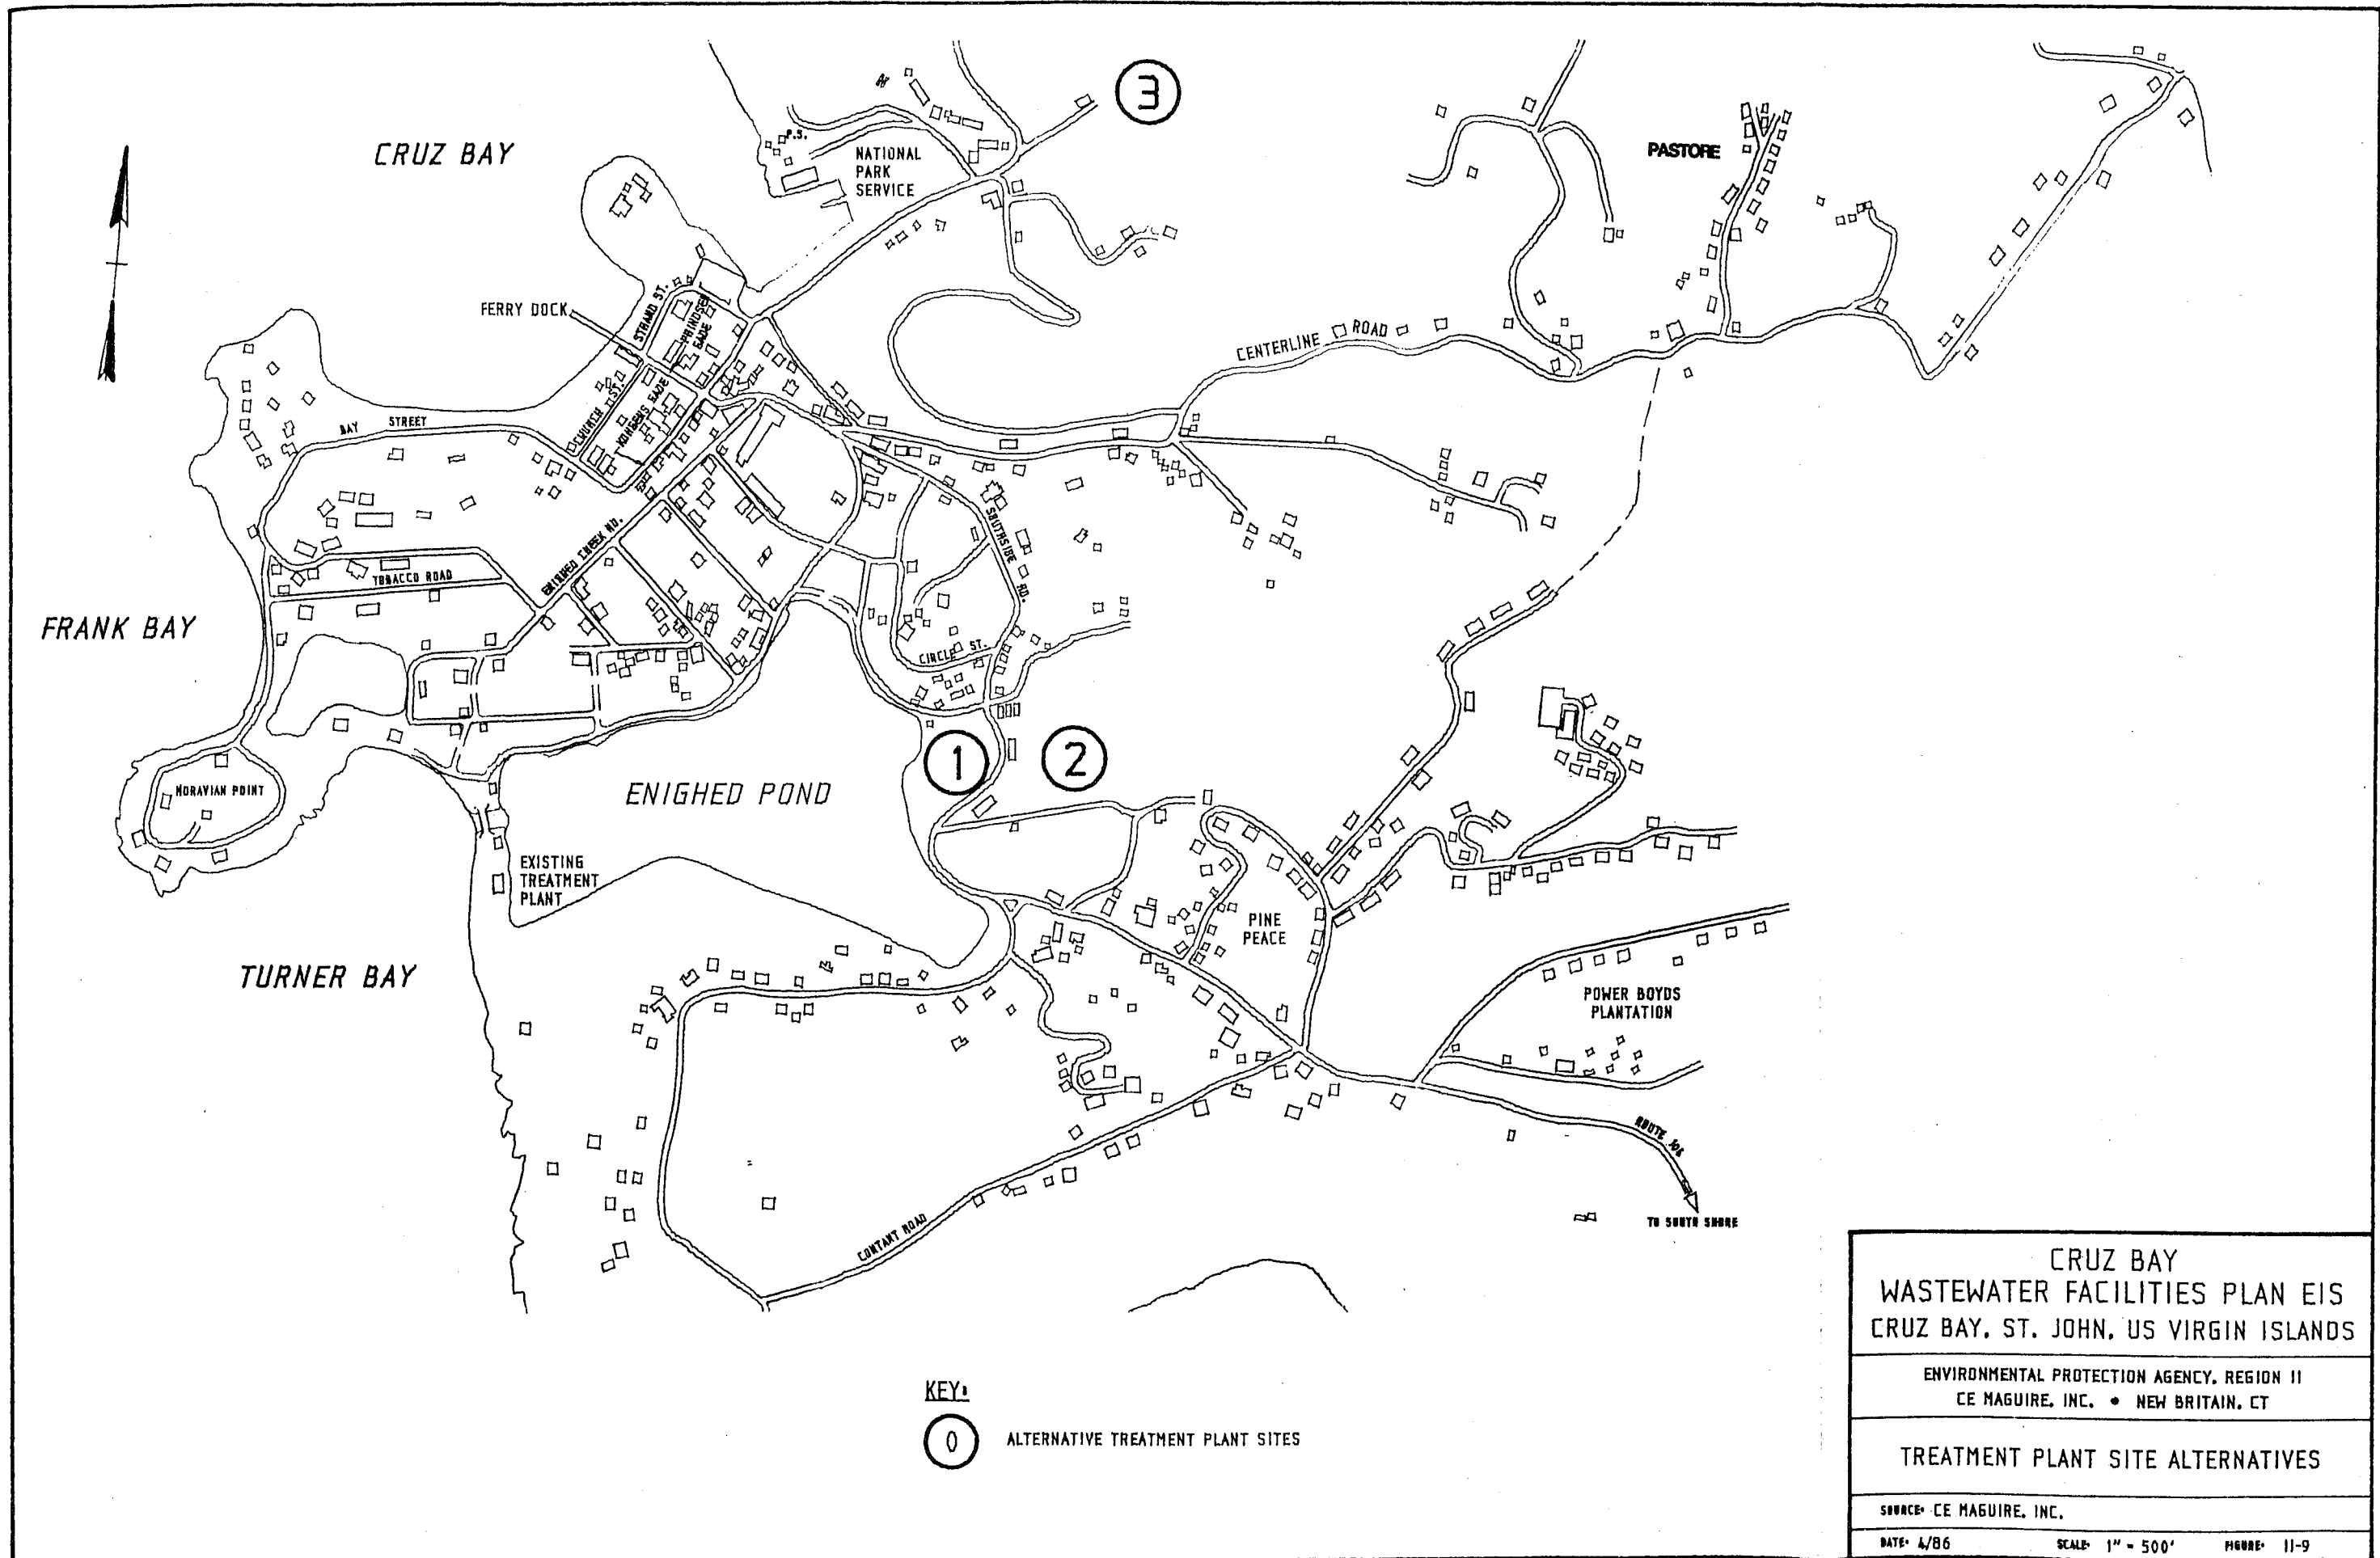 CRUZ BAY
P.S.
NATIONAL
PARK
SERVICE
3
PASTORE
FERRY DOCK
STRAND ST.
PRINDSEN
GADE
CENTERLINE ROAD
BAY STREET
CHURCH ST.
KONGENS GADE
SOUTHSIDE RD.
ENIGHED CREEK RD.
TOBACCO ROAD
FRANK BAY
CIRCLE ST.
1
2
MORAVIAN POINT
ENIGHED POND
EXISTING
TREATMENT
PLANT
PINE
PEACE
TURNER BAY
POWER BOYDS
PLANTATION
ROUTE 106
TO SOUTH SHORE
CONTANT ROAD
KEY:
0 ALTERNATIVE TREATMENT PLANT SITES
CRUZ BAY
WASTEWATER FACILITIES PLAN EIS
CRUZ BAY, ST. JOHN, US VIRGIN ISLANDS
ENVIRONMENTAL PROTECTION AGENCY, REGION II
CE MAGUIRE, INC. • NEW BRITAIN, CT
TREATMENT PLANT SITE ALTERNATIVES
SOURCE: CE MAGUIRE, INC.
DATE: 4/86 SCALE: 1" = 500' FIGURE: II-9